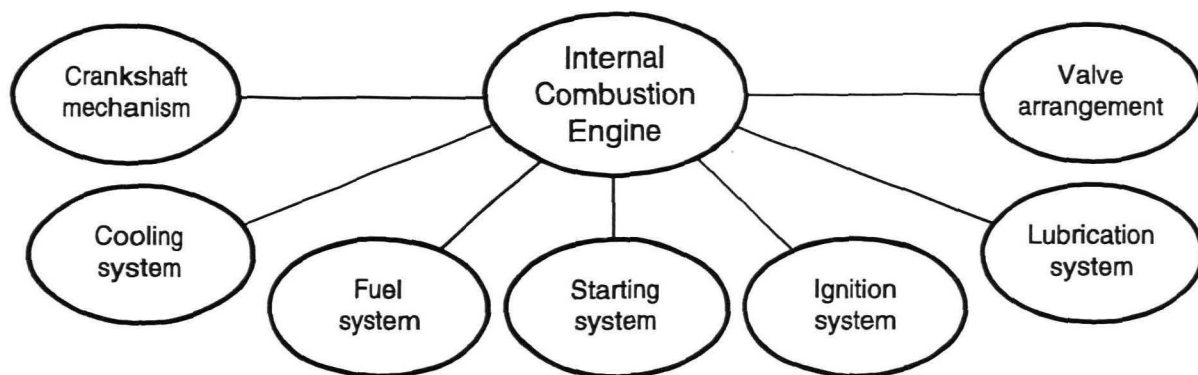 Internal
Combustion
Engine
Crankshaft
mechanism
Valve
arrangement
Cooling
system
Lubrication
system
Fuel
system
Starting
system
Ignition
system